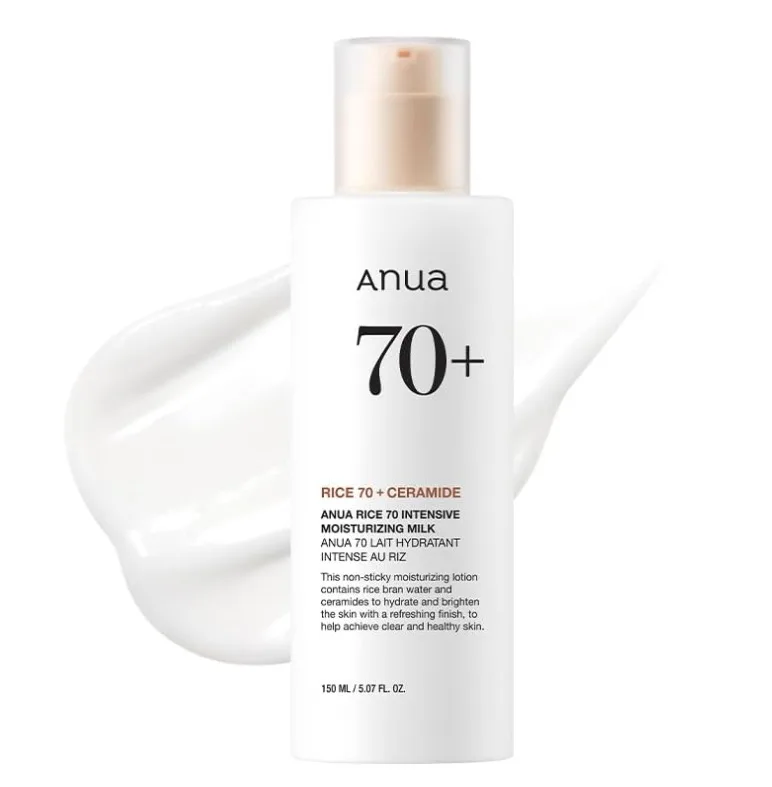 Anua
70+
RICE 70 + CERAMIDE
ANUA RICE 70 INTENSIVE
MOISTURIZING MILK
ANUA 70 LAIT HYDRATANT
INTENSE AU RIZ
This non-sticky moisturizing lotion
contains rice bran water and
ceramides to hydrate and brighten
the skin with a refreshing finish, to
help achieve clear and healthy skin.
150 ML / 5.07 FL. OZ.